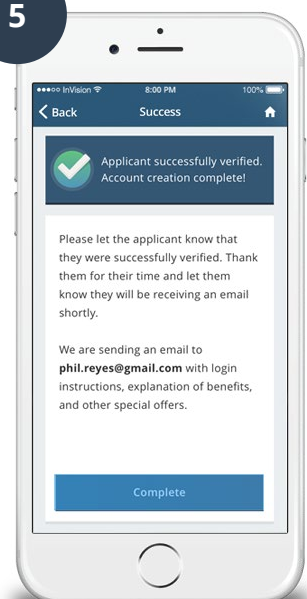 5
●●●○○ InVision 8:00 PM 100%
Back Success
Applicant successfully verified.
Account creation complete!
Please let the applicant know that
they were successfully verified. Thank
them for their time and let them
know they will be receiving an email
shortly.
We are sending an email to
phil.reyes@gmail.com with login
instructions, explanation of benefits,
and other special offers.
Complete